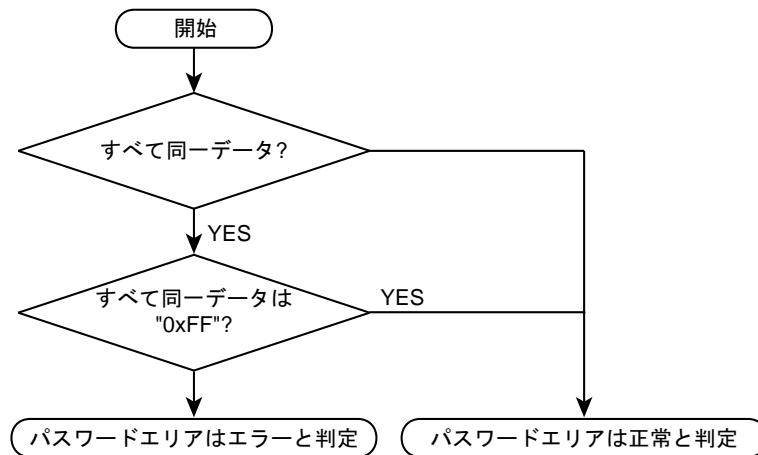 開始
すべて同一データ?
YES
すべて同一データは
"0xFF"?
YES
パスワードエリアはエラーと判定
パスワードエリアは正常と判定